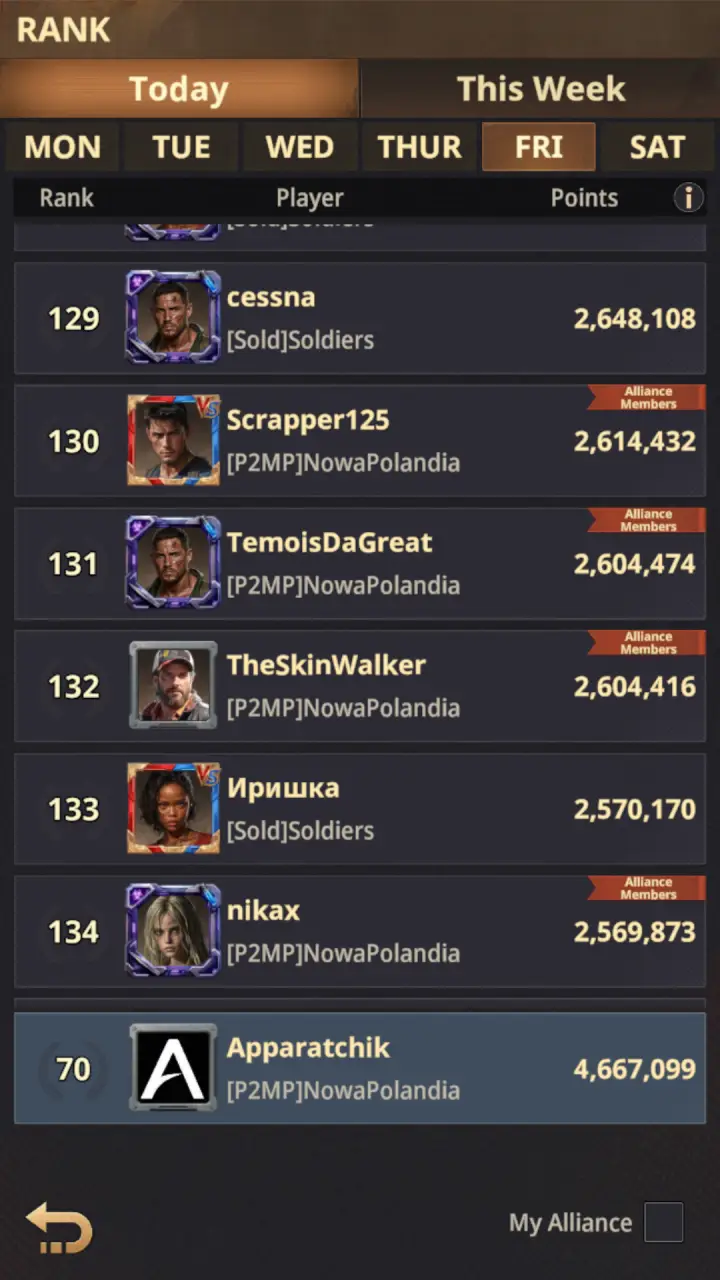 RANK
Today
This Week
MON TUE WED THUR FRI SAT
Rank Player Points i
[Sold]Soldiers
129 cessna 2,648,108
[Sold]Soldiers
Alliance Members
130 Scrapper125 2,614,432
[P2MP]NowaPolandia
Alliance Members
131 TemoisDaGreat 2,604,474
[P2MP]NowaPolandia
Alliance Members
132 TheSkinWalker 2,604,416
[P2MP]NowaPolandia
133 Иришка 2,570,170
[Sold]Soldiers
Alliance Members
134 nikax 2,569,873
[P2MP]NowaPolandia
70 Apparatchik 4,667,099
[P2MP]NowaPolandia
My Alliance